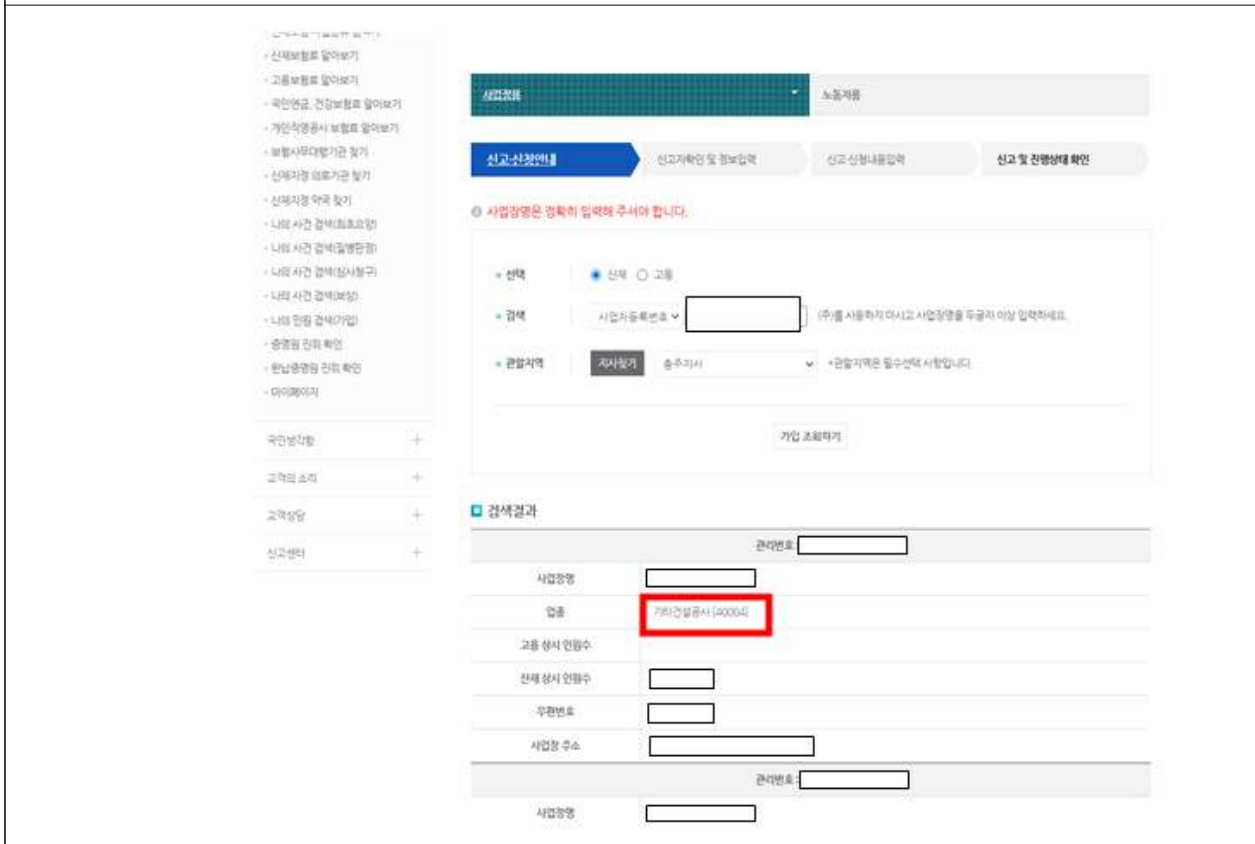 - 산재보험료 알아보기
- 고용보험료 알아보기
- 국민연금, 건강보험료 알아보기
- 개인직영공사 보험료 알아보기
- 보험사무대행기관 찾기
- 산재지정 의료기관 찾기
- 산재지정 약국 찾기
- 나의 사건 검색(최초요양)
- 나의 사건 검색(질병판정)
- 나의 사건 검색(심사청구)
- 나의 사건 검색(보상)
- 나의 민원 검색(가입)
- 증명원 진위 확인
- 완납증명원 진위 확인
- 마이페이지
국민생각함 +
고객의 소리 +
고객상담 +
신고센터 +
사업장용 노동자용
신고·신청안내 신고자확인 및 정보입력 신고·신청내용입력 신고 및 진행상태 확인
사업장명은 정확히 입력해 주셔야 합니다.
선택 산재 고용
검색 사업자등록번호 (주)를 사용하지 마시고 사업장명을 두글자 이상 입력하세요.
관할지역 지사찾기 충주지사 *관할지역은 필수선택 사항입니다.
가입 조회하기
검색결과
관리번호 :
사업장명
업종 기타건설공사 [40004]
고용 상시 인원수
산재 상시 인원수
우편번호
사업장 주소
관리번호 :
사업장명